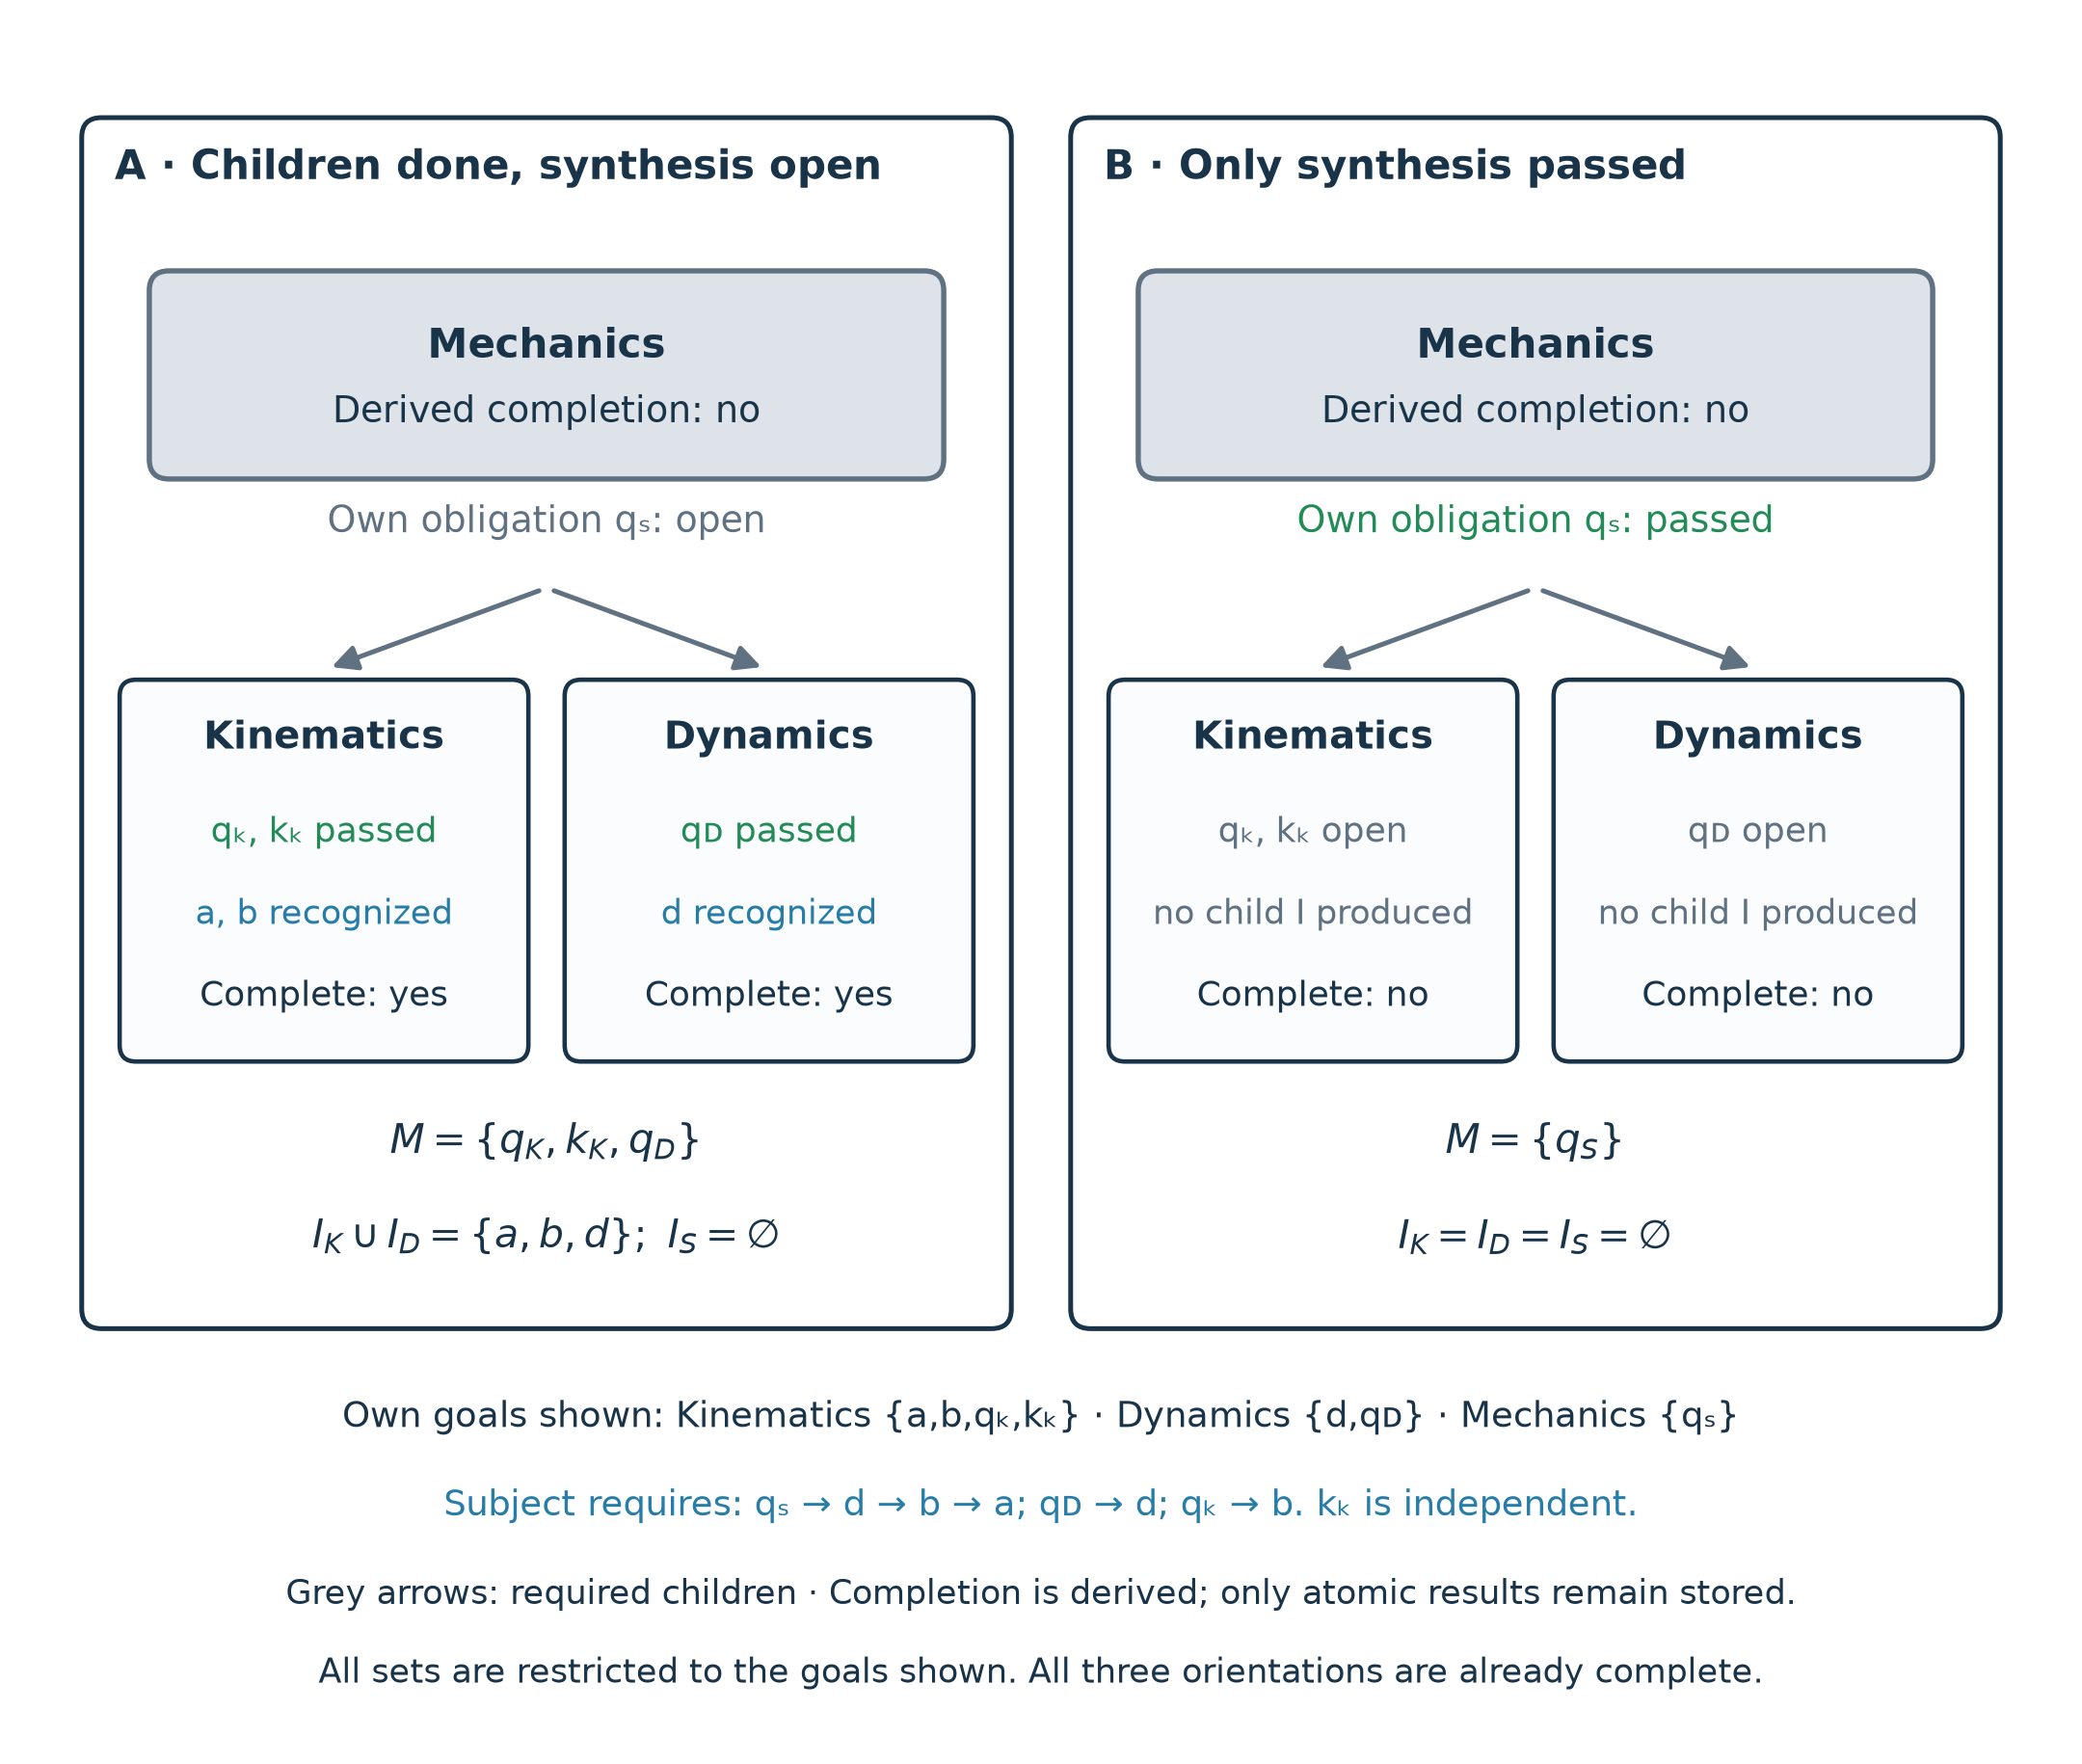 A · Children done, synthesis open
Mechanics
Derived completion: no
Own obligation qₛ: open
Kinematics
qₖ, kₖ passed
a, b recognized
Complete: yes
Dynamics
qᴅ passed
d recognized
Complete: yes
M = {q_K, k_K, q_D}
I_K ∪ I_D = {a, b, d}; I_S = ∅
B · Only synthesis passed
Mechanics
Derived completion: no
Own obligation qₛ: passed
Kinematics
qₖ, kₖ open
no child I produced
Complete: no
Dynamics
qᴅ open
no child I produced
Complete: no
M = {q_S}
I_K = I_D = I_S = ∅
Own goals shown: Kinematics {a,b,qₖ,kₖ} · Dynamics {d,qᴅ} · Mechanics {qₛ}
Subject requires: qₛ → d → b → a; qᴅ → d; qₖ → b. kₖ is independent.
Grey arrows: required children · Completion is derived; only atomic results remain stored.
All sets are restricted to the goals shown. All three orientations are already complete.